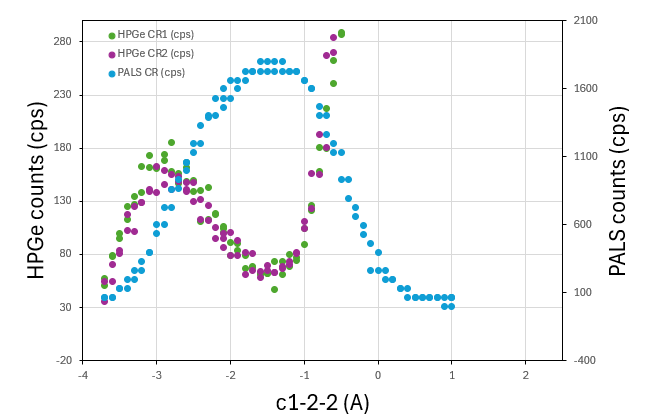 HPGe CR1 (cps)
HPGe CR2 (cps)
PALS CR (cps)
280
230
180
130
80
30
-20
HPGe counts (cps)
2100
1600
1100
600
100
-400
PALS counts (cps)
-4 -3 -2 -1 0 1 2
c1-2-2 (A)